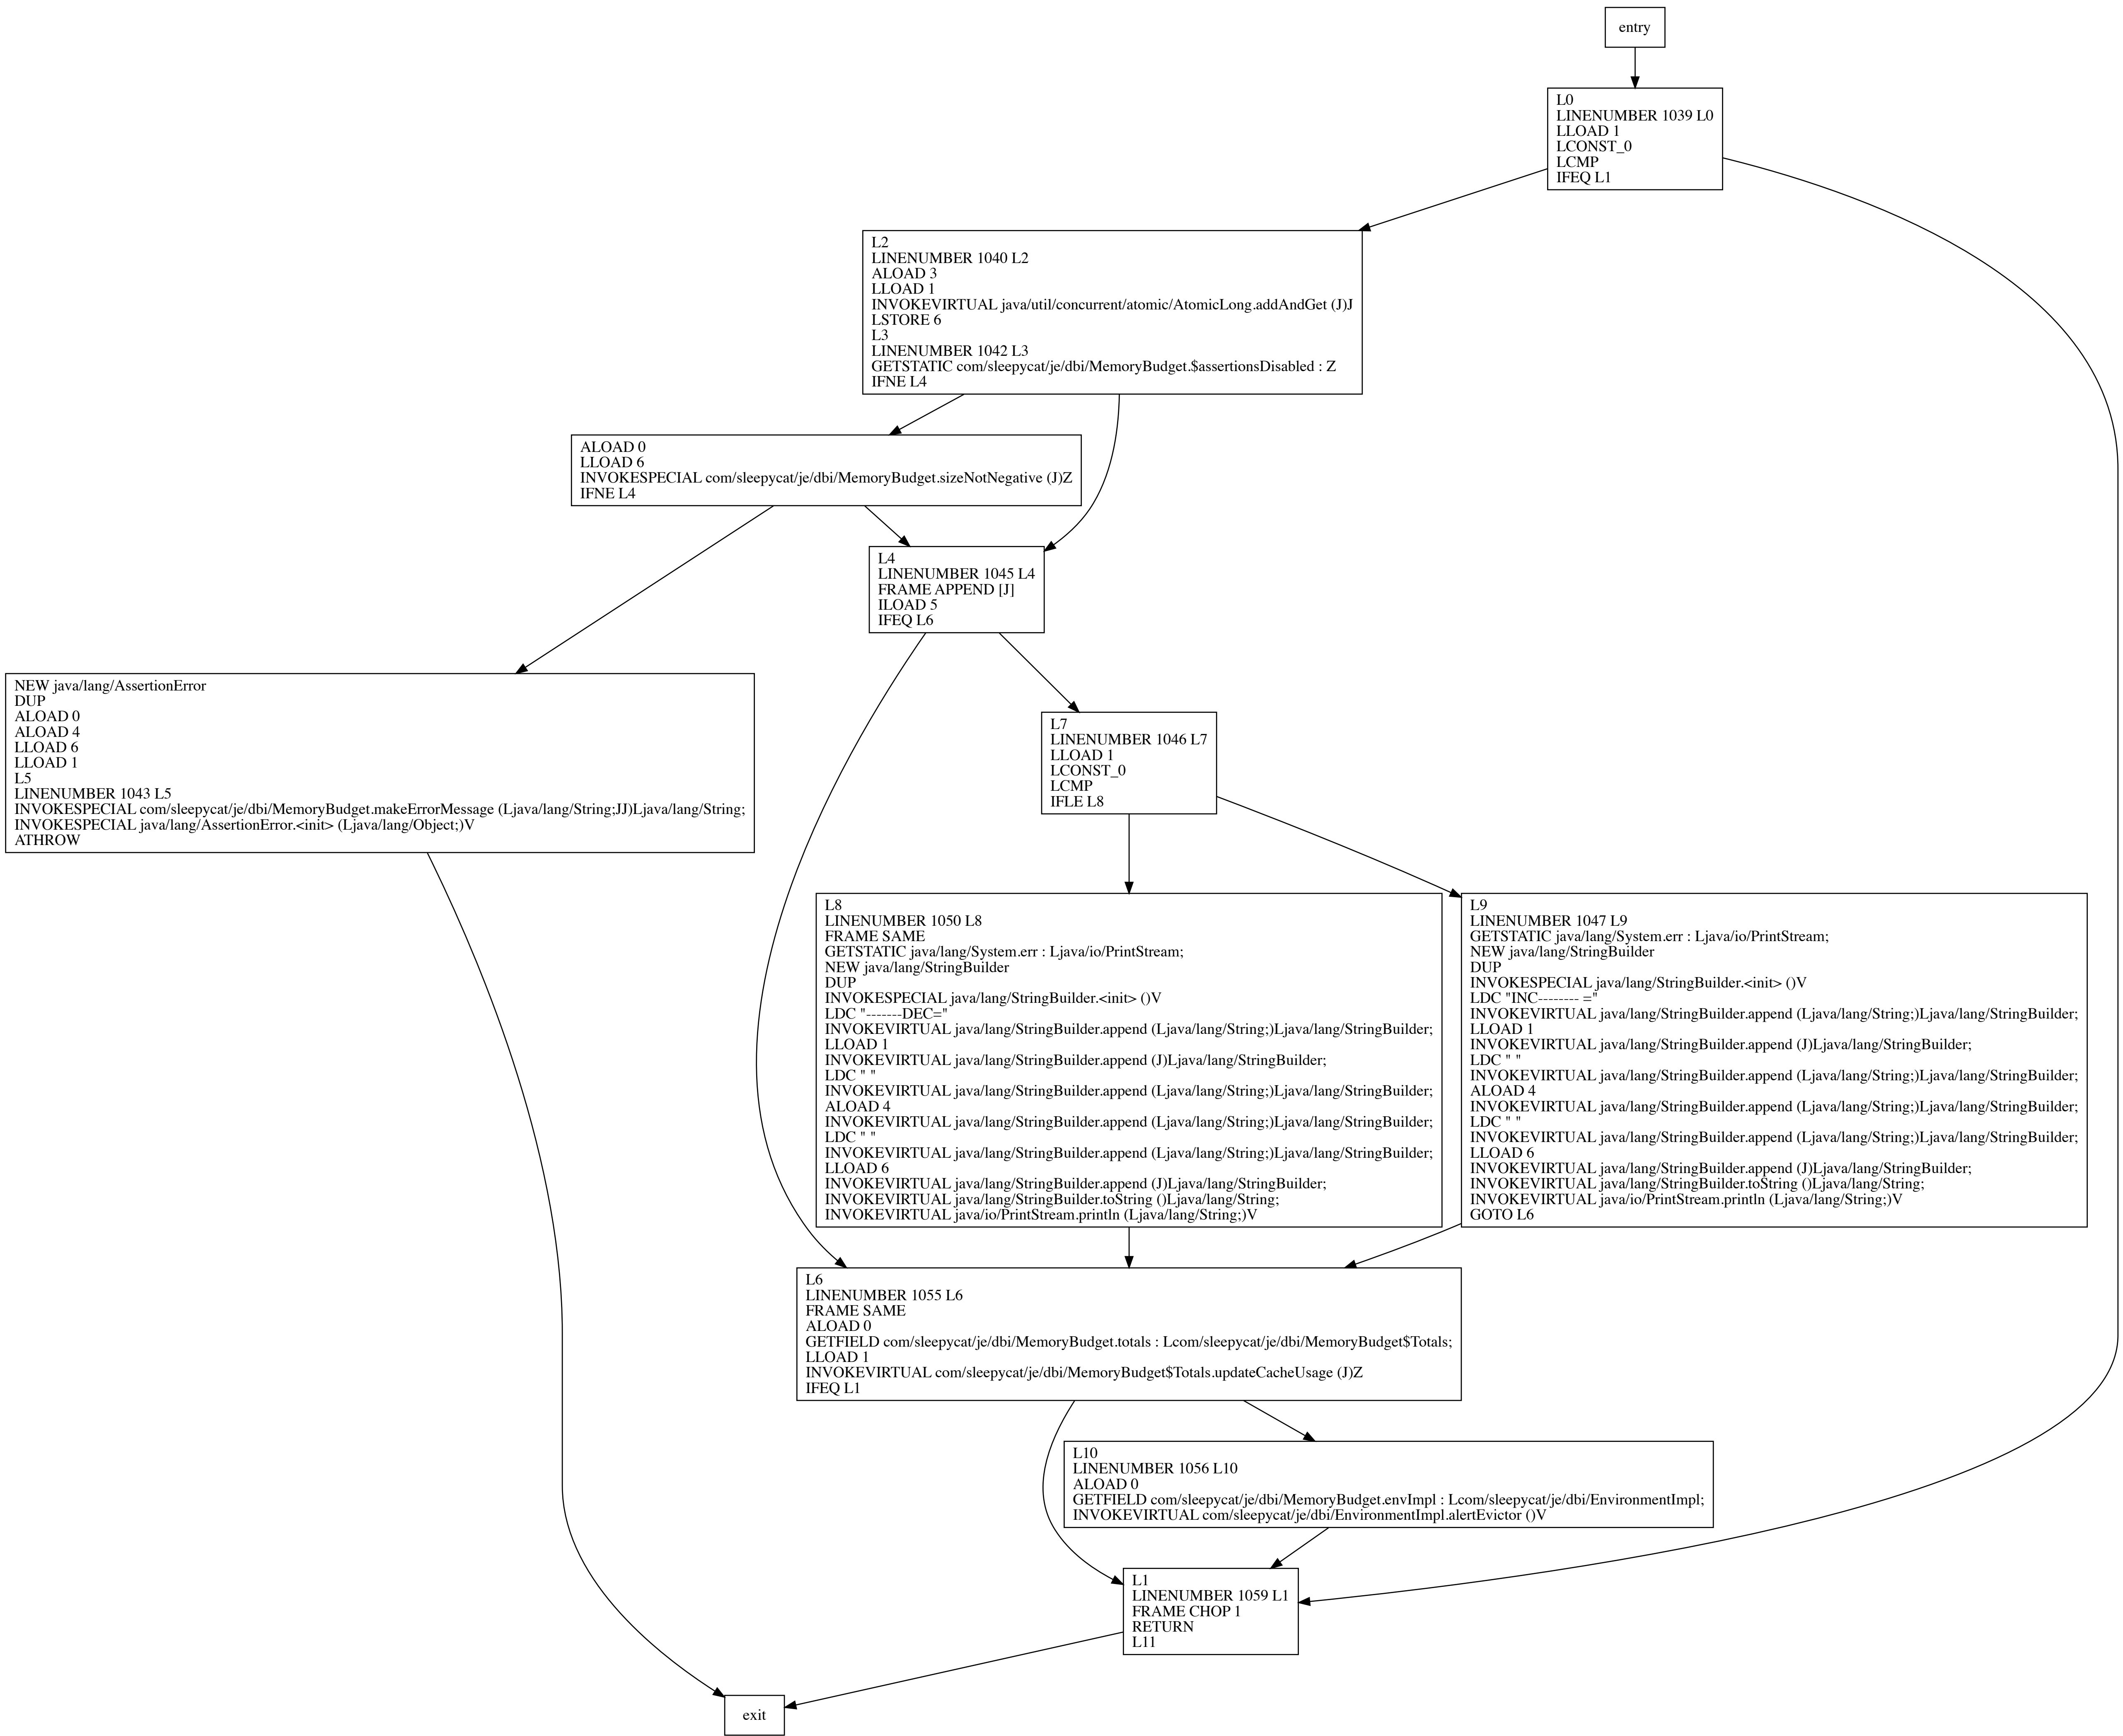 entry
L0
LINENUMBER 1039 L0
LLOAD 1
LCONST_0
LCMP
IFEQ L1
L2
LINENUMBER 1040 L2
ALOAD 3
LLOAD 1
INVOKEVIRTUAL java/util/concurrent/atomic/AtomicLong.addAndGet (J)J
LSTORE 6
L3
LINENUMBER 1042 L3
GETSTATIC com/sleepycat/je/dbi/MemoryBudget.$assertionsDisabled : Z
IFNE L4
ALOAD 0
LLOAD 6
INVOKESPECIAL com/sleepycat/je/dbi/MemoryBudget.sizeNotNegative (J)Z
IFNE L4
L4
LINENUMBER 1045 L4
FRAME APPEND [J]
ILOAD 5
IFEQ L6
NEW java/lang/AssertionError
DUP
ALOAD 0
ALOAD 4
LLOAD 6
LLOAD 1
L5
LINENUMBER 1043 L5
INVOKESPECIAL com/sleepycat/je/dbi/MemoryBudget.makeErrorMessage (Ljava/lang/String;JJ)Ljava/lang/String;
INVOKESPECIAL java/lang/AssertionError.<init> (Ljava/lang/Object;)V
ATHROW
L7
LINENUMBER 1046 L7
LLOAD 1
LCONST_0
LCMP
IFLE L8
L8
LINENUMBER 1050 L8
FRAME SAME
GETSTATIC java/lang/System.err : Ljava/io/PrintStream;
NEW java/lang/StringBuilder
DUP
INVOKESPECIAL java/lang/StringBuilder.<init> ()V
LDC "-------DEC="
INVOKEVIRTUAL java/lang/StringBuilder.append (Ljava/lang/String;)Ljava/lang/StringBuilder;
LLOAD 1
INVOKEVIRTUAL java/lang/StringBuilder.append (J)Ljava/lang/StringBuilder;
LDC " "
INVOKEVIRTUAL java/lang/StringBuilder.append (Ljava/lang/String;)Ljava/lang/StringBuilder;
ALOAD 4
INVOKEVIRTUAL java/lang/StringBuilder.append (Ljava/lang/String;)Ljava/lang/StringBuilder;
LDC " "
INVOKEVIRTUAL java/lang/StringBuilder.append (Ljava/lang/String;)Ljava/lang/StringBuilder;
LLOAD 6
INVOKEVIRTUAL java/lang/StringBuilder.append (J)Ljava/lang/StringBuilder;
INVOKEVIRTUAL java/lang/StringBuilder.toString ()Ljava/lang/String;
INVOKEVIRTUAL java/io/PrintStream.println (Ljava/lang/String;)V
L9
LINENUMBER 1047 L9
GETSTATIC java/lang/System.err : Ljava/io/PrintStream;
NEW java/lang/StringBuilder
DUP
INVOKESPECIAL java/lang/StringBuilder.<init> ()V
LDC "INC-------- ="
INVOKEVIRTUAL java/lang/StringBuilder.append (Ljava/lang/String;)Ljava/lang/StringBuilder;
LLOAD 1
INVOKEVIRTUAL java/lang/StringBuilder.append (J)Ljava/lang/StringBuilder;
LDC " "
INVOKEVIRTUAL java/lang/StringBuilder.append (Ljava/lang/String;)Ljava/lang/StringBuilder;
ALOAD 4
INVOKEVIRTUAL java/lang/StringBuilder.append (Ljava/lang/String;)Ljava/lang/StringBuilder;
LDC " "
INVOKEVIRTUAL java/lang/StringBuilder.append (Ljava/lang/String;)Ljava/lang/StringBuilder;
LLOAD 6
INVOKEVIRTUAL java/lang/StringBuilder.append (J)Ljava/lang/StringBuilder;
INVOKEVIRTUAL java/lang/StringBuilder.toString ()Ljava/lang/String;
INVOKEVIRTUAL java/io/PrintStream.println (Ljava/lang/String;)V
GOTO L6
L6
LINENUMBER 1055 L6
FRAME SAME
ALOAD 0
GETFIELD com/sleepycat/je/dbi/MemoryBudget.totals : Lcom/sleepycat/je/dbi/MemoryBudget$Totals;
LLOAD 1
INVOKEVIRTUAL com/sleepycat/je/dbi/MemoryBudget$Totals.updateCacheUsage (J)Z
IFEQ L1
L10
LINENUMBER 1056 L10
ALOAD 0
GETFIELD com/sleepycat/je/dbi/MemoryBudget.envImpl : Lcom/sleepycat/je/dbi/EnvironmentImpl;
INVOKEVIRTUAL com/sleepycat/je/dbi/EnvironmentImpl.alertEvictor ()V
L1
LINENUMBER 1059 L1
FRAME CHOP 1
RETURN
L11
exit